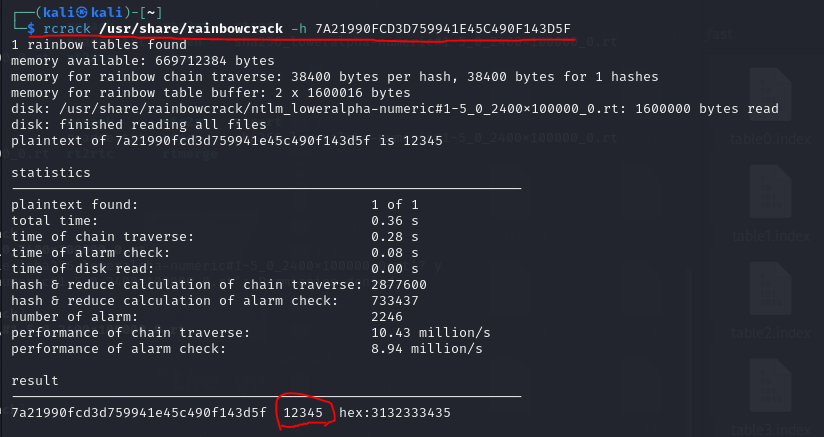 ┌──(kali㉿kali)-[~]
└─$ rcrack /usr/share/rainbowcrack -h 7A21990FCD3D759941E45C490F143D5F
1 rainbow tables found
memory available: 669712384 bytes
memory for rainbow chain traverse: 38400 bytes per hash, 38400 bytes for 1 hashes
memory for rainbow table buffer: 2 x 1600016 bytes
disk: /usr/share/rainbowcrack/ntlm_loweralpha-numeric#1-5_0_2400×100000_0.rt: 1600000 bytes read
disk: finished reading all files
plaintext of 7a21990fcd3d759941e45c490f143d5f is 12345
statistics
plaintext found: 1 of 1
total time: 0.36 s
time of chain traverse: 0.28 s
time of alarm check: 0.08 s
time of disk read: 0.00 s
hash & reduce calculation of chain traverse: 2877600
hash & reduce calculation of alarm check: 733437
number of alarm: 2246
performance of chain traverse: 10.43 million/s
performance of alarm check: 8.94 million/s
result
7a21990fcd3d759941e45c490f143d5f 12345 hex:3132333435
table0.index
table1.index
table2.index
table3.index